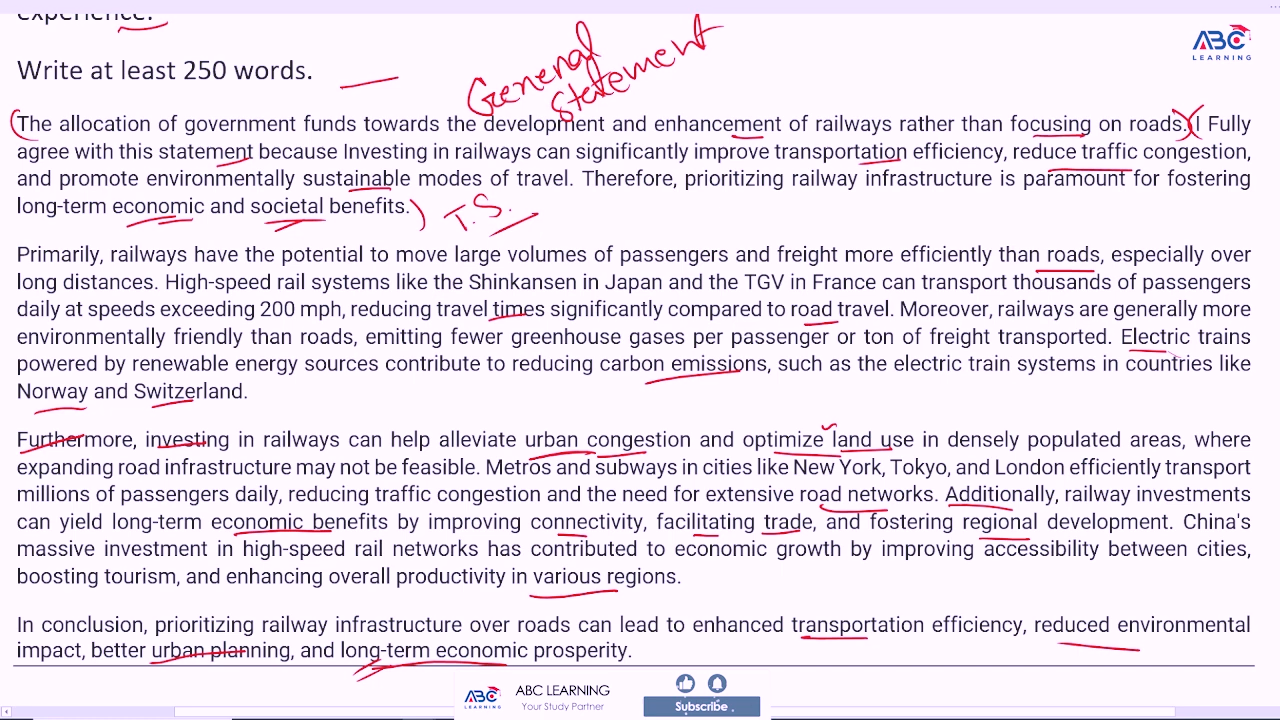 experience.
Write at least 250 words.
General
statement
ABC
LEARNING
The allocation of government funds towards the development and enhancement of railways rather than focusing on roads. I Fully
agree with this statement because Investing in railways can significantly improve transportation efficiency, reduce traffic congestion,
and promote environmentally sustainable modes of travel. Therefore, prioritizing railway infrastructure is paramount for fostering
long-term economic and societal benefits.
T.S.
Primarily, railways have the potential to move large volumes of passengers and freight more efficiently than roads, especially over
long distances. High-speed rail systems like the Shinkansen in Japan and the TGV in France can transport thousands of passengers
daily at speeds exceeding 200 mph, reducing travel times significantly compared to road travel. Moreover, railways are generally more
environmentally friendly than roads, emitting fewer greenhouse gases per passenger or ton of freight transported. Electric trains
powered by renewable energy sources contribute to reducing carbon emissions, such as the electric train systems in countries like
Norway and Switzerland.
Furthermore, investing in railways can help alleviate urban congestion and optimize land use in densely populated areas, where
expanding road infrastructure may not be feasible. Metros and subways in cities like New York, Tokyo, and London efficiently transport
millions of passengers daily, reducing traffic congestion and the need for extensive road networks. Additionally, railway investments
can yield long-term economic benefits by improving connectivity, facilitating trade, and fostering regional development. China's
massive investment in high-speed rail networks has contributed to economic growth by improving accessibility between cities,
boosting tourism, and enhancing overall productivity in various regions.
In conclusion, prioritizing railway infrastructure over roads can lead to enhanced transportation efficiency, reduced environmental
impact, better urban planning, and long-term economic prosperity.
ABC
LEARNING
ABC LEARNING
Your Study Partner
Subscribe